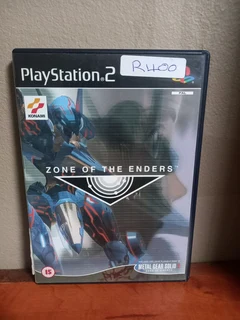 PlayStation 2
R400
KONAMI
ZONE OF THE ENDERS
METAL GEAR SOLID
15